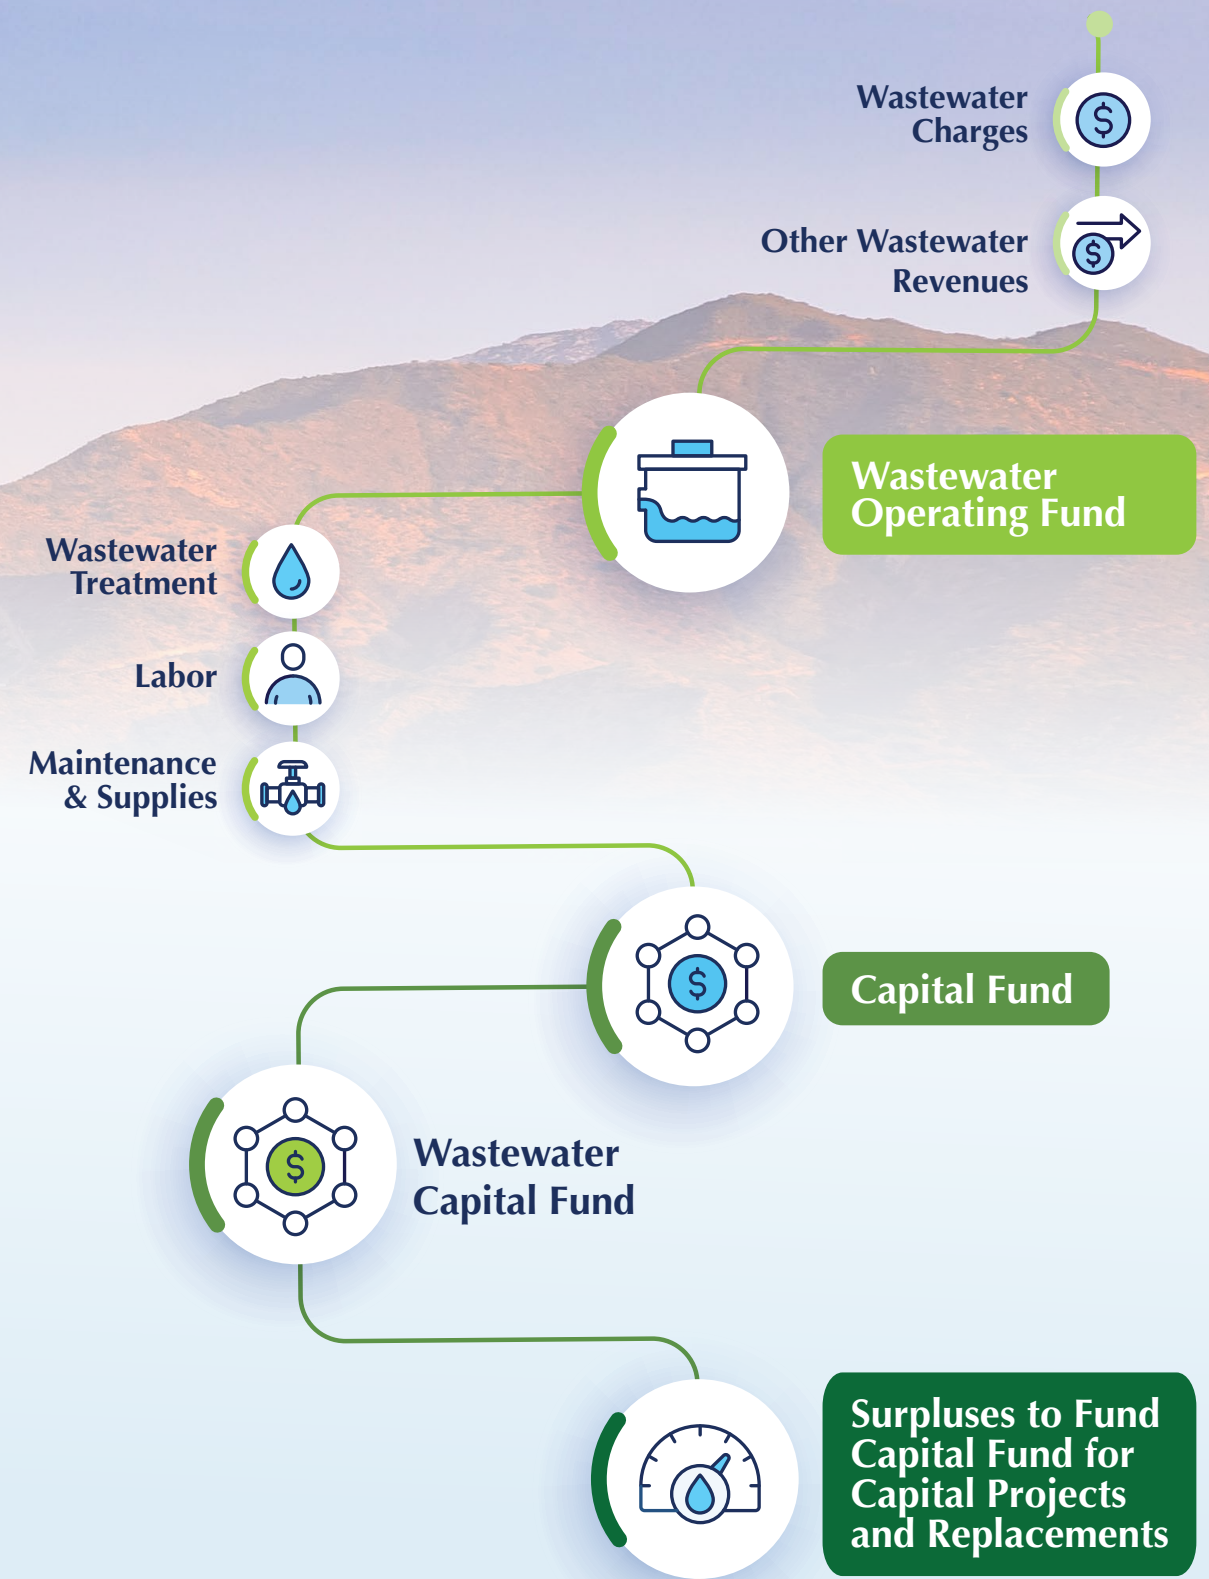 Wastewater
Charges
Other Wastewater
Revenues
Wastewater
Operating Fund
Wastewater
Treatment
Labor
Maintenance
& Supplies
Capital Fund
Wastewater
Capital Fund
Surpluses to Fund
Capital Fund for
Capital Projects
and Replacements